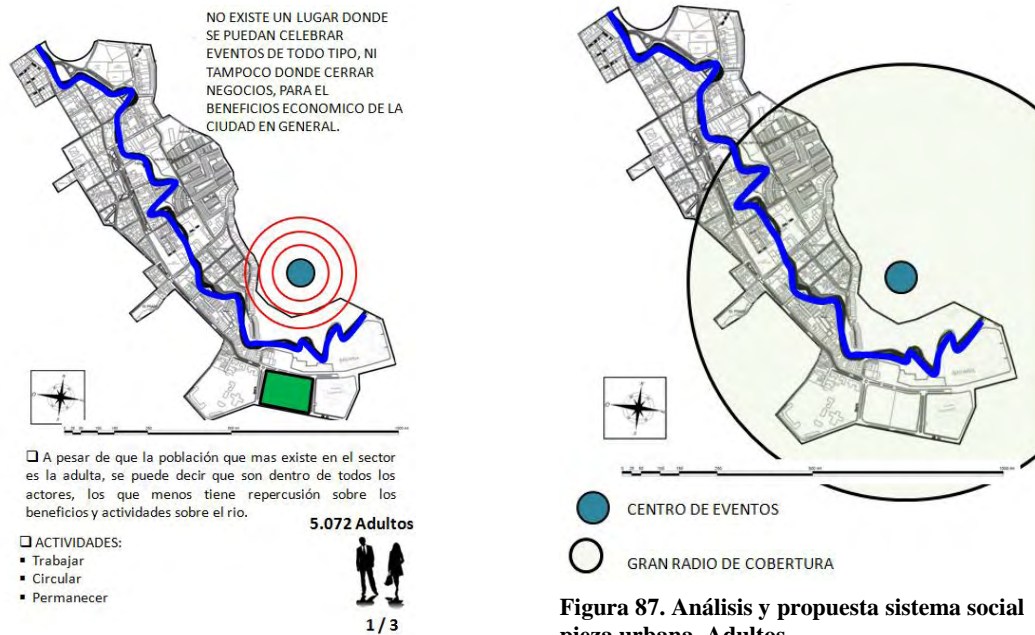 NO EXISTE UN LUGAR DONDE
SE PUEDAN CELEBRAR
EVENTOS DE TODO TIPO, NI
TAMPOCO DONDE CERRAR
NEGOCIOS, PARA EL
BENEFICIOS ECONOMICO DE LA
CIUDAD EN GENERAL.
❑ A pesar de que la población que mas existe en el sector
es la adulta, se puede decir que son dentro de todos los
actores, los que menos tiene repercusión sobre los
beneficios y actividades sobre el rio.
5.072 Adultos
❑ ACTIVIDADES:
▪ Trabajar
▪ Circular
▪ Permanecer
1 / 3
CENTRO DE EVENTOS
GRAN RADIO DE COBERTURA
Figura 87. Análisis y propuesta sistema social
pieza urbana. Adultos